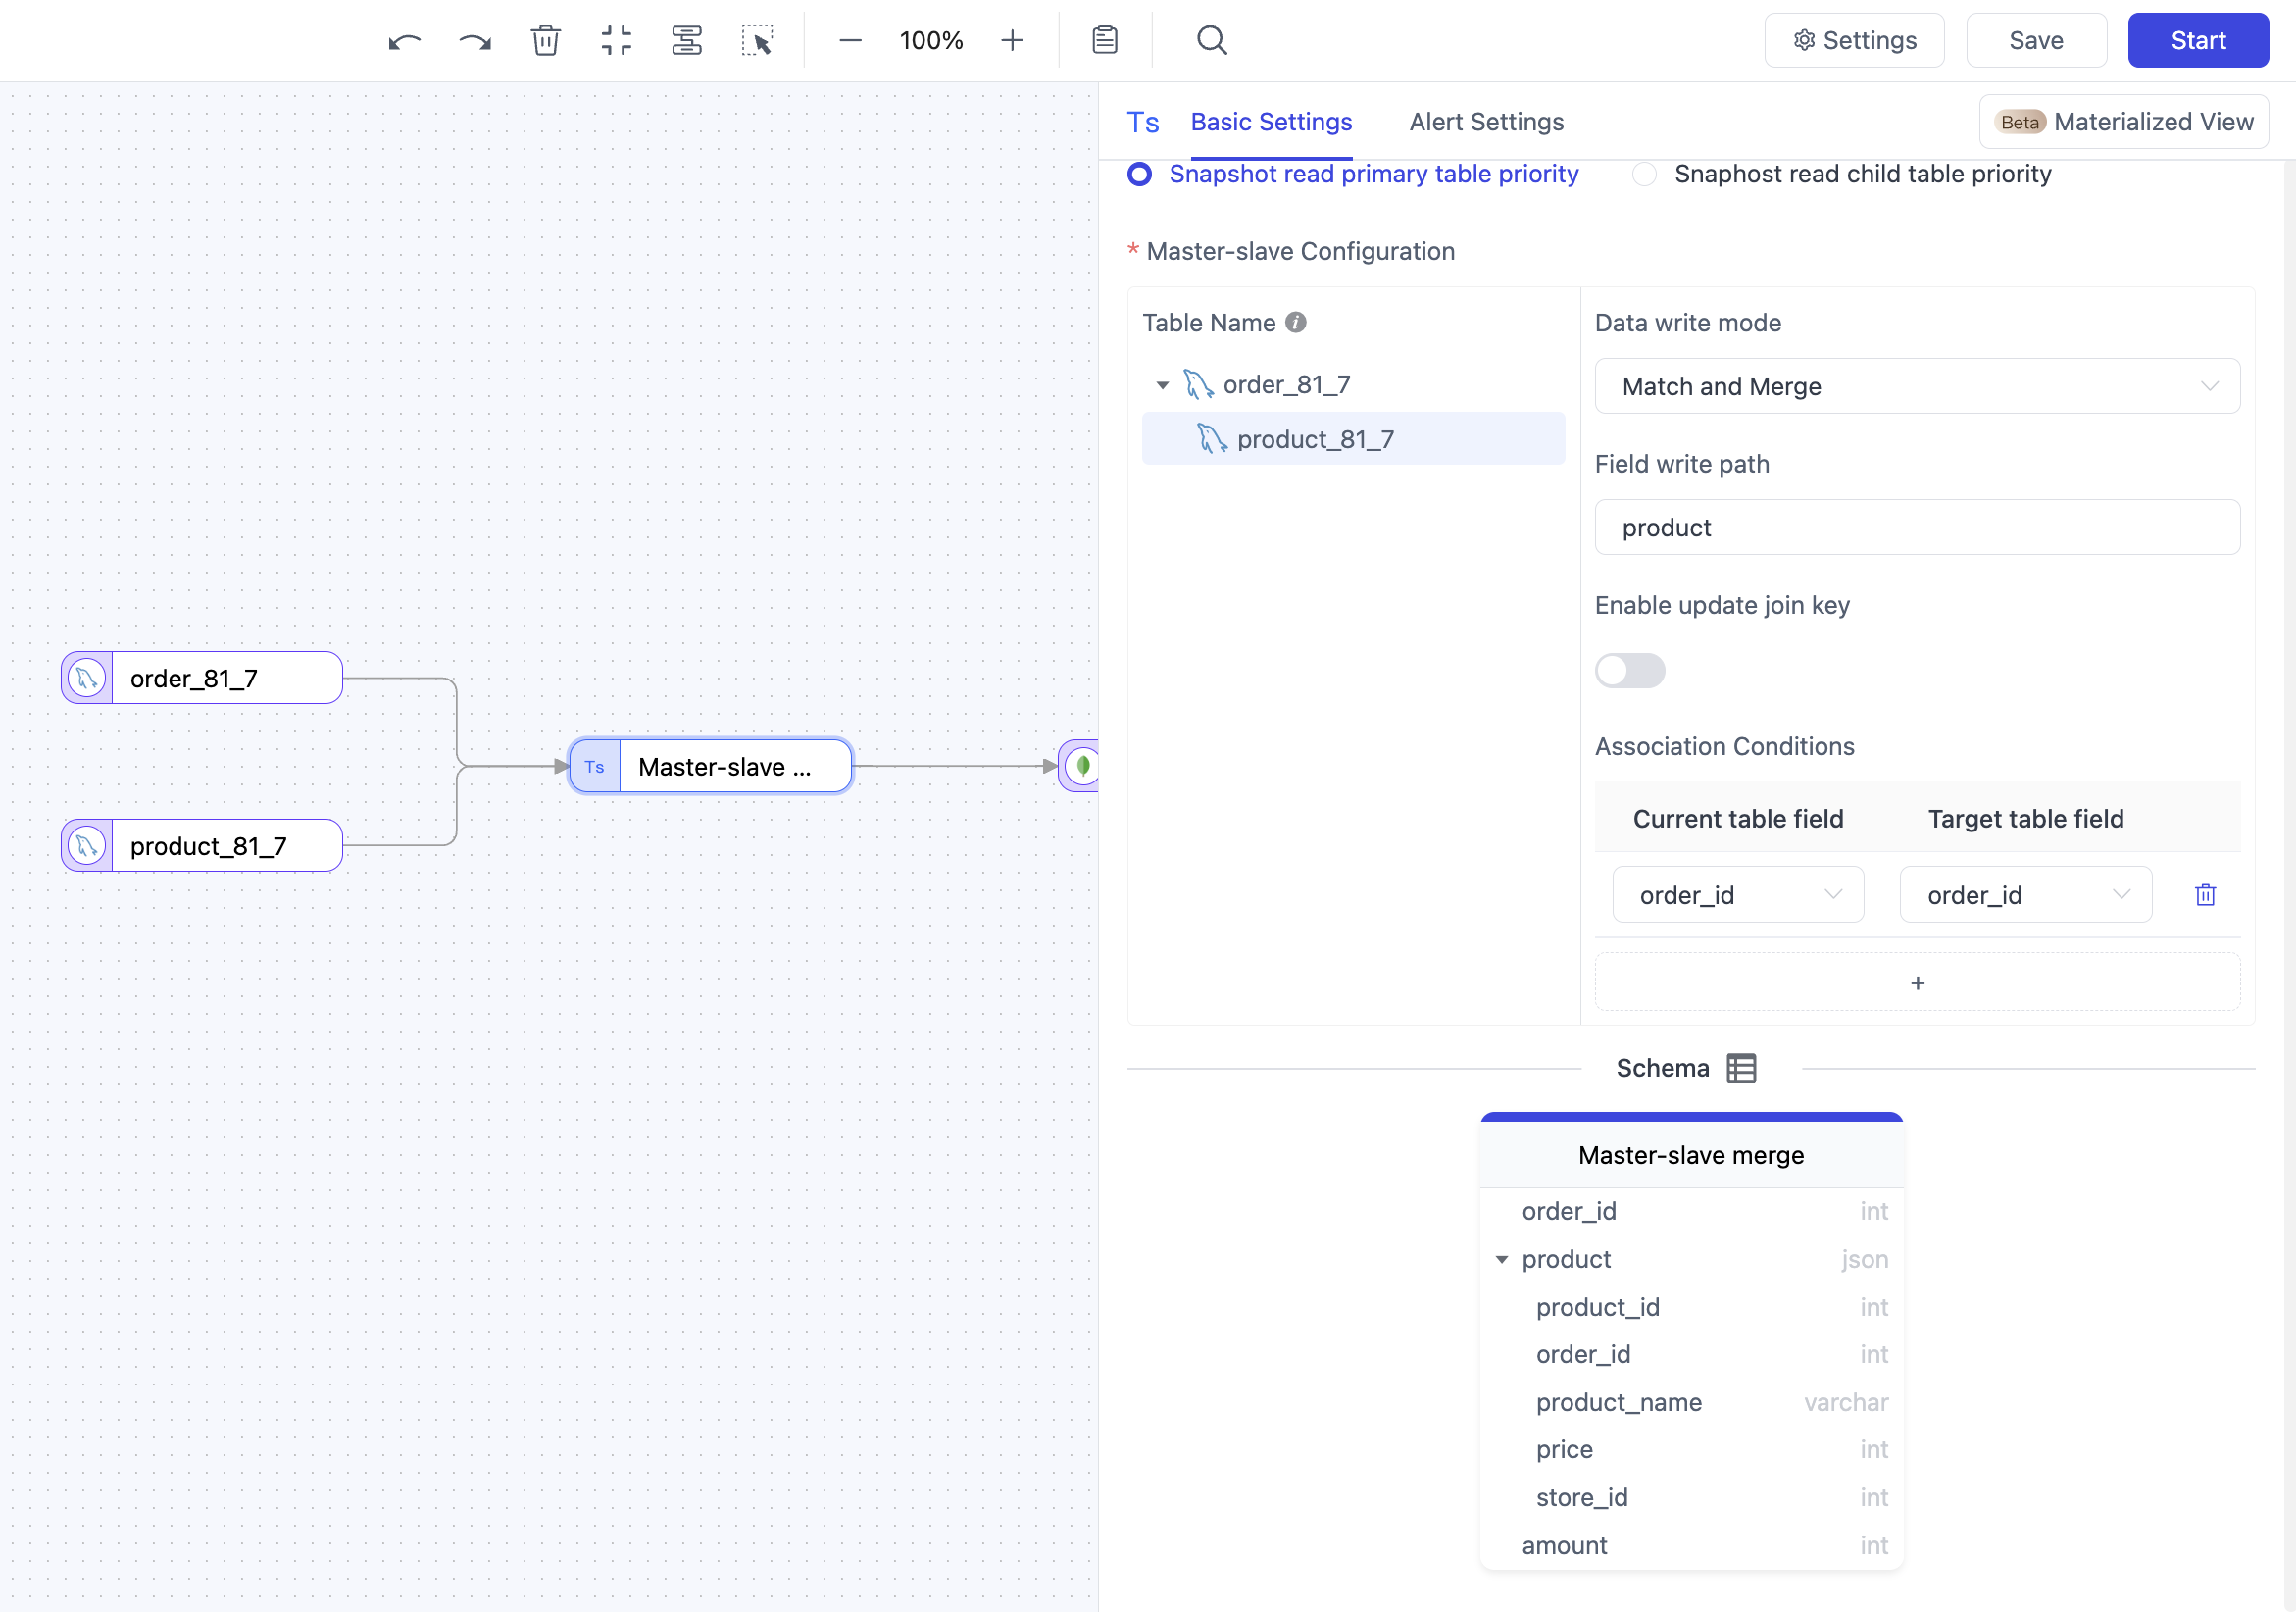 100%
Settings
Save
Start
Ts
Basic Settings
Alert Settings
Beta
Materialized View
Snapshot read primary table priority
Snaphost read child table priority
* Master-slave Configuration
Table Name
order_81_7
product_81_7
Data write mode
Match and Merge
Field write path
product
Enable update join key
Association Conditions
Current table field
Target table field
order_id
order_id
+
order_81_7
product_81_7
Ts
Master-slave ...
Schema
Master-slave merge
order_id int
product json
product_id int
order_id int
product_name varchar
price int
store_id int
amount int